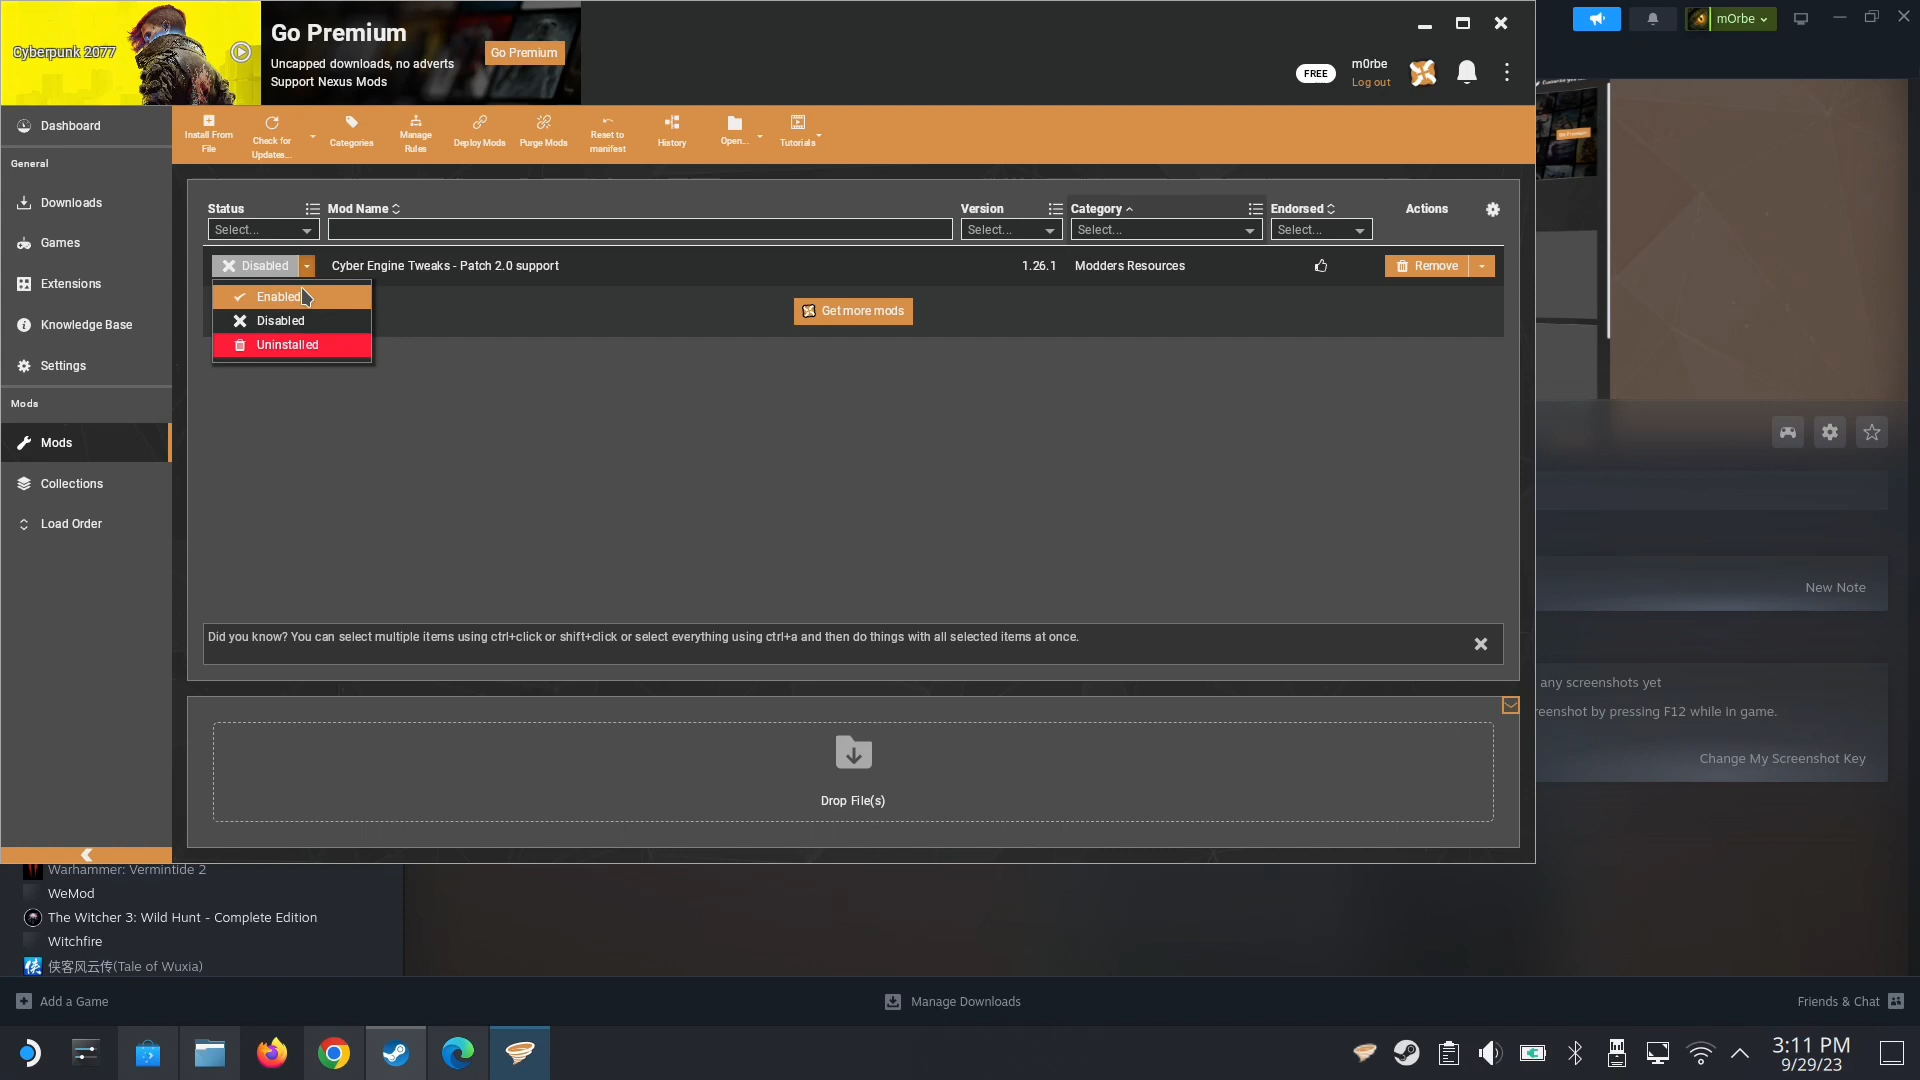 Cyberpunk 2077
Go Premium
Uncapped downloads, no adverts
Support Nexus Mods
Go Premium
FREE
m0rbe
Log out
mOrbe
Dashboard
General
Downloads
Games
Extensions
Knowledge Base
Settings
Mods
Mods
Collections
Load Order
Install From
File
Check for
Updates...
Categories
Manage
Rules
Deploy Mods
Purge Mods
Reset to
manifest
History
Open...
Tutorials
Status
Mod Name
Version
Category
Endorsed
Actions
Select...
Select...
Select...
Select...
Disabled
Cyber Engine Tweaks - Patch 2.0 support
1.26.1
Modders Resources
Remove
Enabled
Disabled
Uninstalled
Get more mods
Did you know? You can select multiple items using ctrl+click or shift+click or select everything using ctrl+a and then do things with all selected items at once.
Drop File(s)
New Note
any screenshots yet
eenshot by pressing F12 while in game.
Change My Screenshot Key
Warhammer: Vermintide 2
WeMod
The Witcher 3: Wild Hunt - Complete Edition
Witchfire
侠客风云传(Tale of Wuxia)
Add a Game
Manage Downloads
Friends & Chat
3:11 PM
9/29/23